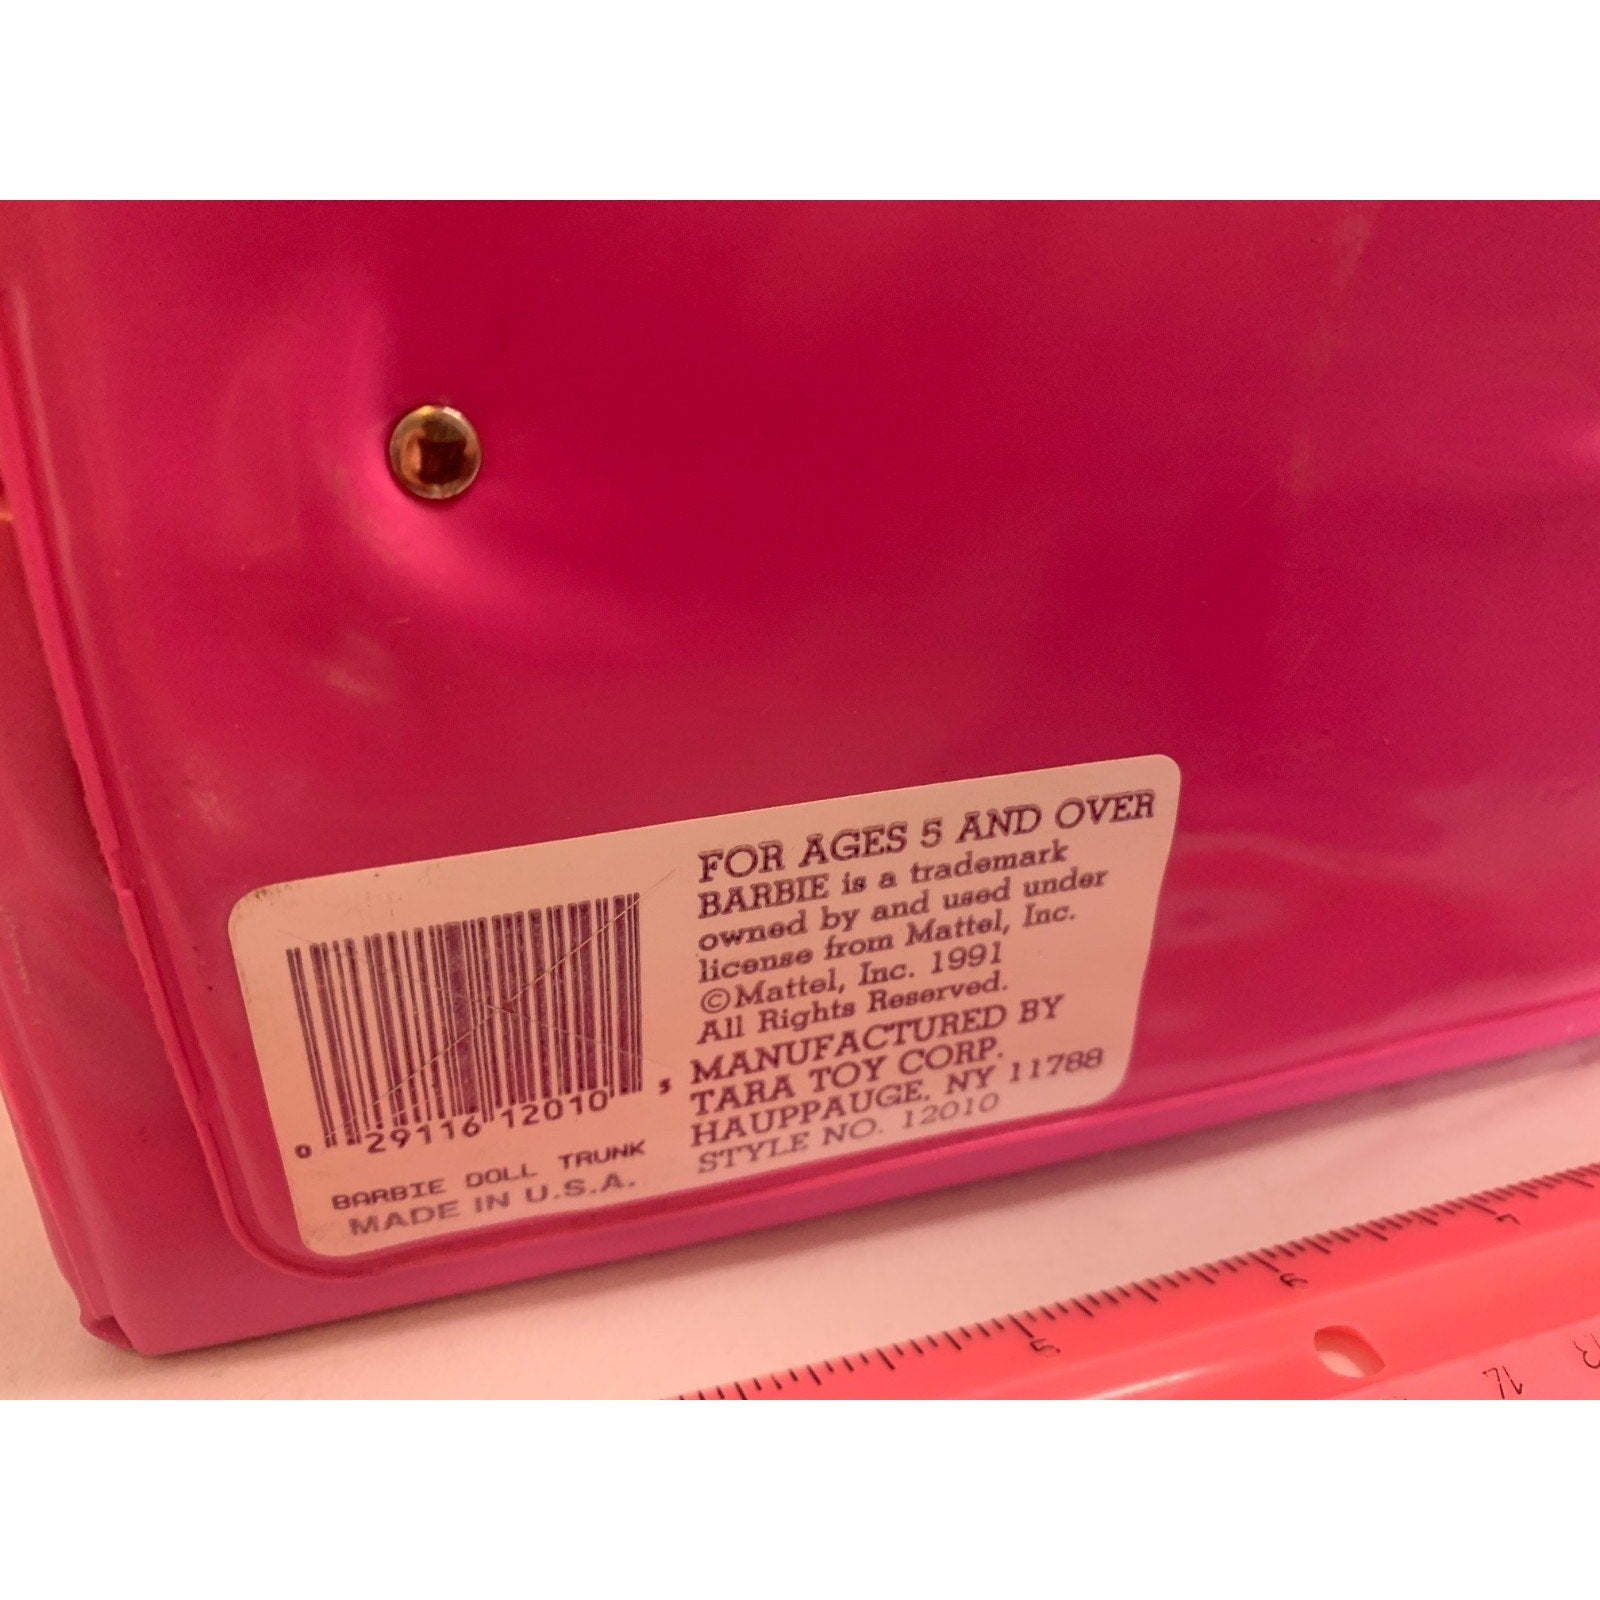 FOR AGES 5 AND OVER
BARBIE is a trademark
owned by and used under
license from Mattel, Inc.
©Mattel, Inc. 1991
All Rights Reserved.
MANUFACTURED BY
TARA TOY CORP.
HAUPPAUGE, NY 11788
STYLE NO. 12010
0 29116 12010 5
BARBIE DOLL TRUNK
MADE IN U.S.A.
5 6 7
14 13